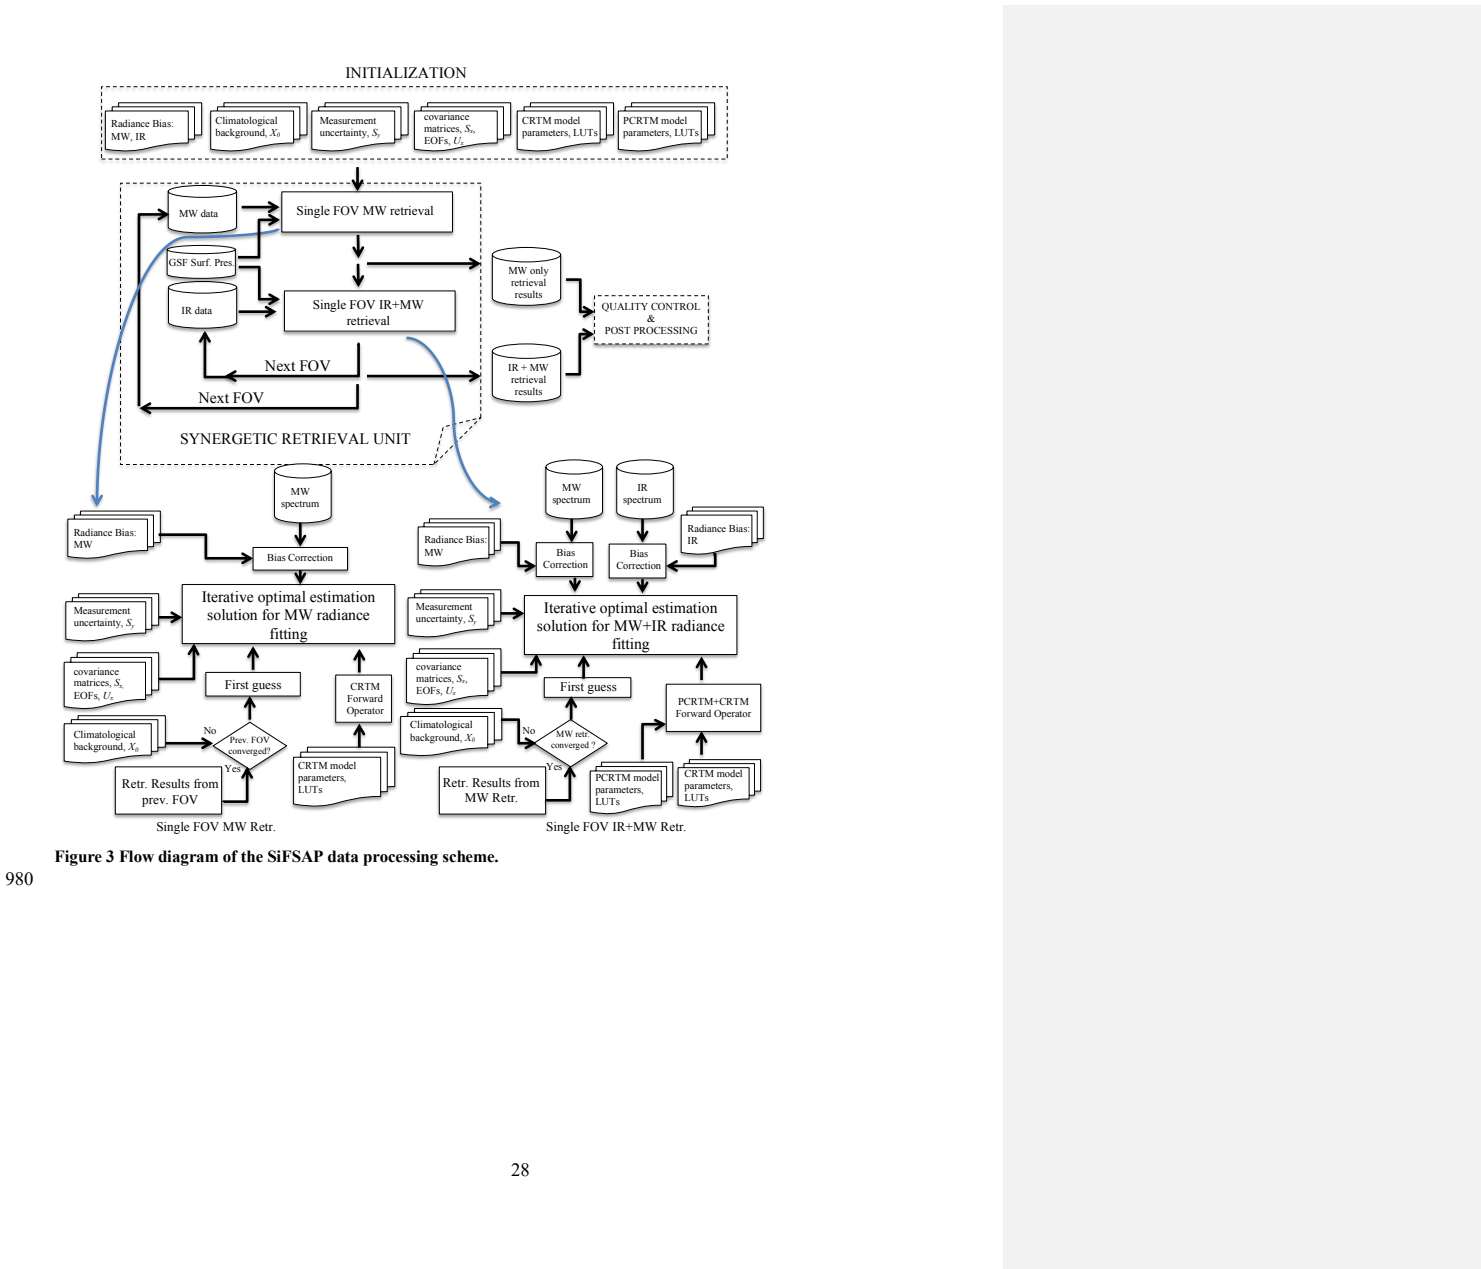 INITIALIZATION
Radiance Bias:
MW, IR
Climatological
background, X₀
Measurement
uncertainty, Sᵧ
covariance
matrices, Sₓ,
EOFs, Uₓ
CRTM model
parameters, LUTs
PCRTM model
parameters, LUTs
MW data
Single FOV MW retrieval
GSF Surf. Pres.
IR data
Single FOV IR+MW
retrieval
MW only
retrieval
results
QUALITY CONTROL
&
POST PROCESSING
IR + MW
retrieval
results
Next FOV
Next FOV
SYNERGETIC RETRIEVAL UNIT
MW
spectrum
Radiance Bias:
MW
Bias Correction
Iterative optimal estimation
solution for MW radiance
fitting
Measurement
uncertainty, Sᵧ
covariance
matrices, Sₓ,
EOFs, Uₓ
First guess
CRTM
Forward
Operator
Climatological
background, X₀
No
Prev. FOV
converged?
Yes
Retr. Results from
prev. FOV
CRTM model
parameters,
LUTs
Single FOV MW Retr.
MW
spectrum
IR
spectrum
Radiance Bias:
MW
Radiance Bias:
IR
Bias
Correction
Bias
Correction
Iterative optimal estimation
solution for MW+IR radiance
fitting
Measurement
uncertainty, Sᵧ
covariance
matrices, Sₓ,
EOFs, Uₓ
First guess
PCRTM+CRTM
Forward Operator
Climatological
background, X₀
No
MW retr.
converged ?
Yes
Retr. Results from
MW Retr.
PCRTM model
parameters,
LUTs
CRTM model
parameters,
LUTs
Single FOV IR+MW Retr.
Figure 3 Flow diagram of the SiFSAP data processing scheme.
980
28